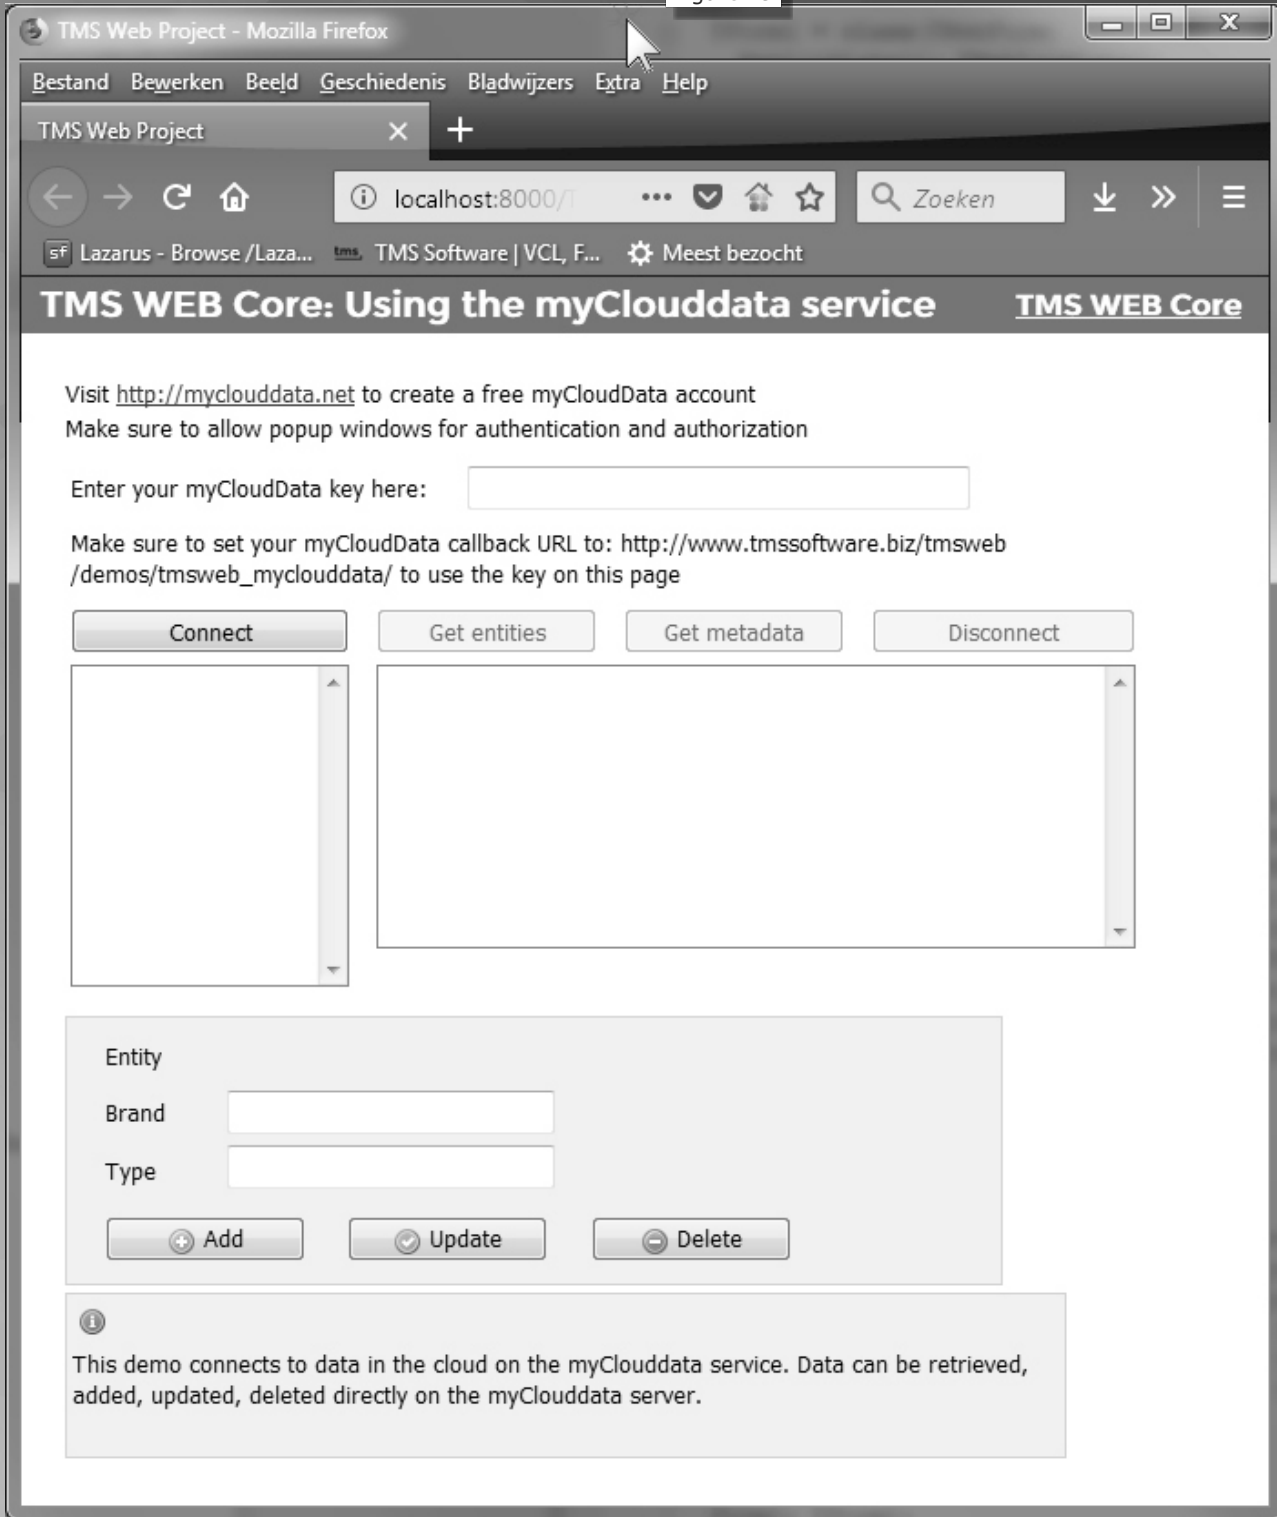 TMS Web Project - Mozilla Firefox
Bestand Bewerken Beeld Geschiedenis Bladwijzers Extra Help
TMS Web Project
localhost:8000/
Zoeken
sf Lazarus - Browse /Laza... tms. TMS Software | VCL, F... Meest bezocht
TMS WEB Core: Using the myClouddata service TMS WEB Core
Visit http://myclouddata.net to create a free myCloudData account
Make sure to allow popup windows for authentication and authorization
Enter your myCloudData key here:
Make sure to set your myCloudData callback URL to: http://www.tmssoftware.biz/tmsweb
/demos/tmsweb_myclouddata/ to use the key on this page
Connect Get entities Get metadata Disconnect
Entity
Brand
Type
Add Update Delete
This demo connects to data in the cloud on the myClouddata service. Data can be retrieved,
added, updated, deleted directly on the myClouddata server.